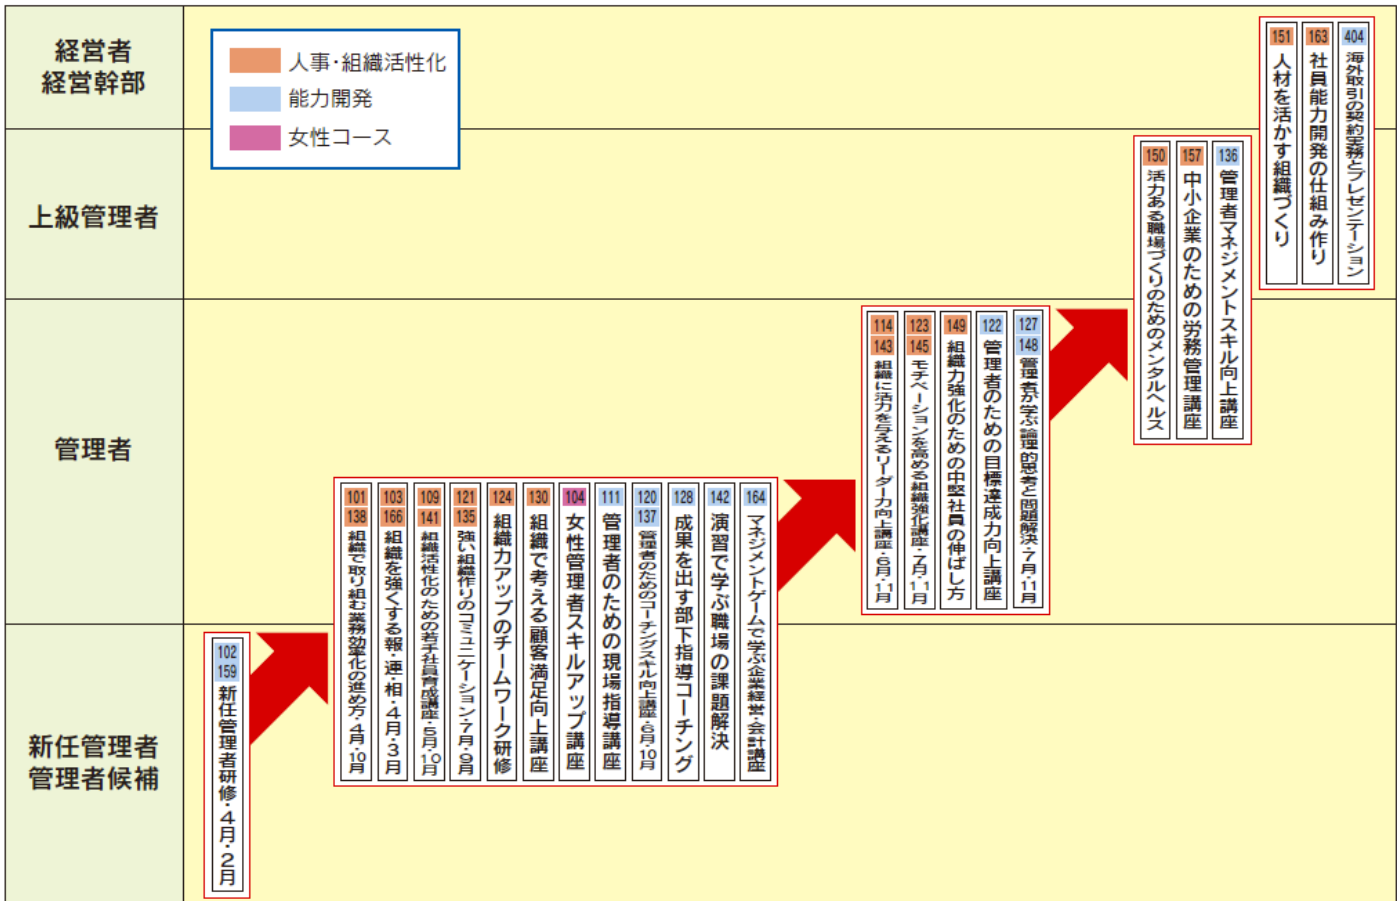 経営者
経営幹部
上級管理者
管理者
新任管理者
管理者候補
人事・組織活性化
能力開発
女性コース
102
159
新任管理者研修・4月・2月
101
138
組織で取り組む業務効率化の進め方・4月・10月
103
166
組織を強くする報・連・相・4月・3月
109
141
組織活性化のための若手社員育成講座・5月・10月
121
135
強い組織作りのコミュニケーション・7月・9月
124
組織力アップのチームワーク研修
130
組織で考える顧客満足向上講座
104
女性管理者スキルアップ講座
111
管理者のための現場指導講座
120
137
管理者のためのコーチングスキル向上講座・6月・10月
128
成果を出す部下指導コーチング
142
演習で学ぶ職場の課題解決
164
マネジメントゲームで学ぶ企業経営・会計講座
114
143
組織に活力を与えるリーダー力向上講座・6月・11月
123
145
モチベーションを高める組織強化講座・7月・11月
149
組織力強化のための中堅社員の伸ばし方
122
管理者のための目標達成力向上講座
127
148
管理者が学ぶ論理的思考と問題解決・7月・11月
150
活力ある職場づくりのためのメンタルヘルス
157
中小企業のための労務管理講座
136
管理者マネジメントスキル向上講座
151
人材を活かす組織づくり
163
社員能力開発の仕組み作り
404
海外取引の契約実務とプレゼンテーション